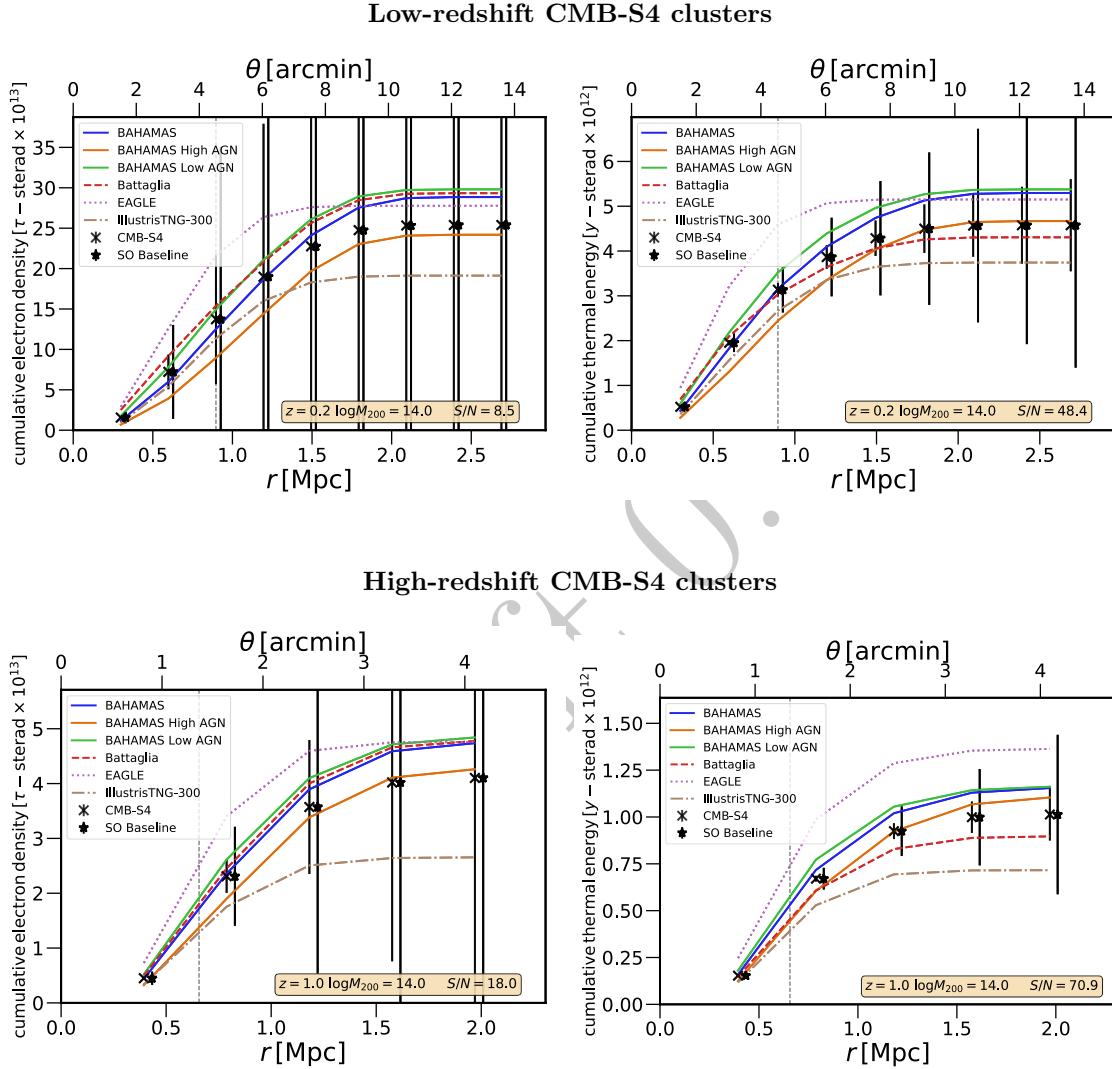 Low-redshift CMB-S4 clusters
θ [arcmin]
0 2 4 6 8 10 12 14
cumulative electron density [τ − sterad × 10¹³]
35
30
25
20
15
10
5
0
BAHAMAS
BAHAMAS High AGN
BAHAMAS Low AGN
Battaglia
EAGLE
IllustrisTNG-300
CMB-S4
SO Baseline
z = 0.2 logM₂₀₀ = 14.0 S/N = 8.5
0.0 0.5 1.0 1.5 2.0 2.5
r [Mpc]
θ [arcmin]
0 2 4 6 8 10 12 14
cumulative thermal energy [y − sterad × 10¹²]
6
5
4
3
2
1
0
BAHAMAS
BAHAMAS High AGN
BAHAMAS Low AGN
Battaglia
EAGLE
IllustrisTNG-300
CMB-S4
SO Baseline
z = 0.2 logM₂₀₀ = 14.0 S/N = 48.4
0.0 0.5 1.0 1.5 2.0 2.5
r [Mpc]
High-redshift CMB-S4 clusters
θ [arcmin]
0 1 2 3 4
cumulative electron density [τ − sterad × 10¹³]
5
4
3
2
1
0
BAHAMAS
BAHAMAS High AGN
BAHAMAS Low AGN
Battaglia
EAGLE
IllustrisTNG-300
CMB-S4
SO Baseline
z = 1.0 logM₂₀₀ = 14.0 S/N = 18.0
0.0 0.5 1.0 1.5 2.0
r [Mpc]
θ [arcmin]
0 1 2 3 4
cumulative thermal energy [y − sterad × 10¹²]
1.50
1.25
1.00
0.75
0.50
0.25
0.00
BAHAMAS
BAHAMAS High AGN
BAHAMAS Low AGN
Battaglia
EAGLE
IllustrisTNG-300
CMB-S4
SO Baseline
z = 1.0 logM₂₀₀ = 14.0 S/N = 70.9
0.0 0.5 1.0 1.5 2.0
r [Mpc]